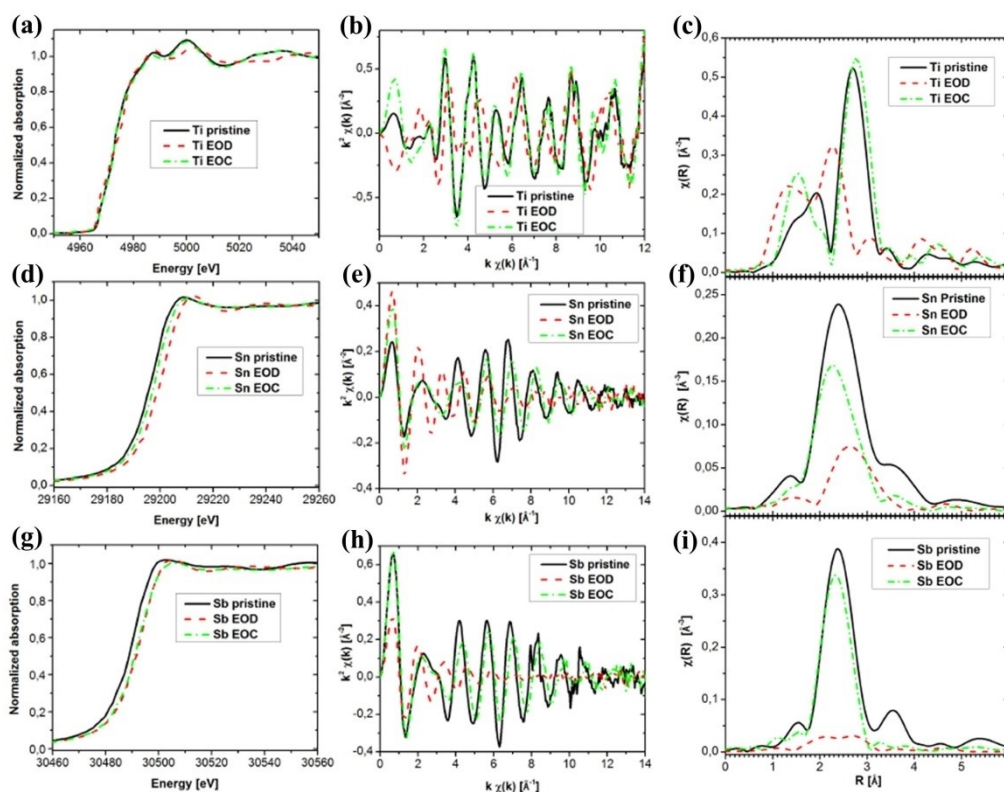 (a)
Normalized absorption
1,0
0,8
0,6
0,4
0,2
0,0
Ti pristine
Ti EOD
Ti EOC
4960 4980 5000 5020 5040
Energy [eV]
(b)
k² χ(k) [Å⁻²]
0,5
0,0
-0,5
Ti pristine
Ti EOD
Ti EOC
0 2 4 6 8 10 12
k χ(k) [Å⁻¹]
(c)
χ(R) [Å⁻³]
0,6
0,5
0,4
0,3
0,2
0,1
0,0
Ti pristine
Ti EOD
Ti EOC
(d)
Normalized absorption
1,0
0,8
0,6
0,4
0,2
0,0
Sn pristine
Sn EOD
Sn EOC
29160 29180 29200 29220 29240 29260
Energy [eV]
(e)
k² χ(k) [Å⁻²]
0,4
0,2
0,0
-0,2
-0,4
Sn pristine
Sn EOD
Sn EOC
0 2 4 6 8 10 12 14
k χ(k) [Å⁻¹]
(f)
χ(R) [Å⁻³]
0,25
0,20
0,15
0,10
0,05
0,00
Sn Pristine
Sn EOD
Sn EOC
(g)
Normalized absorption
1,0
0,8
0,6
0,4
0,2
0,0
Sb pristine
Sb EOD
Sb EOC
30460 30480 30500 30520 30540 30560
Energy [eV]
(h)
k² χ(k) [Å⁻²]
0,8
0,4
0,0
-0,4
Sb pristine
Sb EOD
Sb EOC
0 2 4 6 8 10 12 14
k χ(k) [Å⁻¹]
(i)
χ(R) [Å⁻³]
0,4
0,3
0,2
0,1
0,0
Sb pristine
Sb EOD
Sb EOC
0 1 2 3 4 5
R [Å]